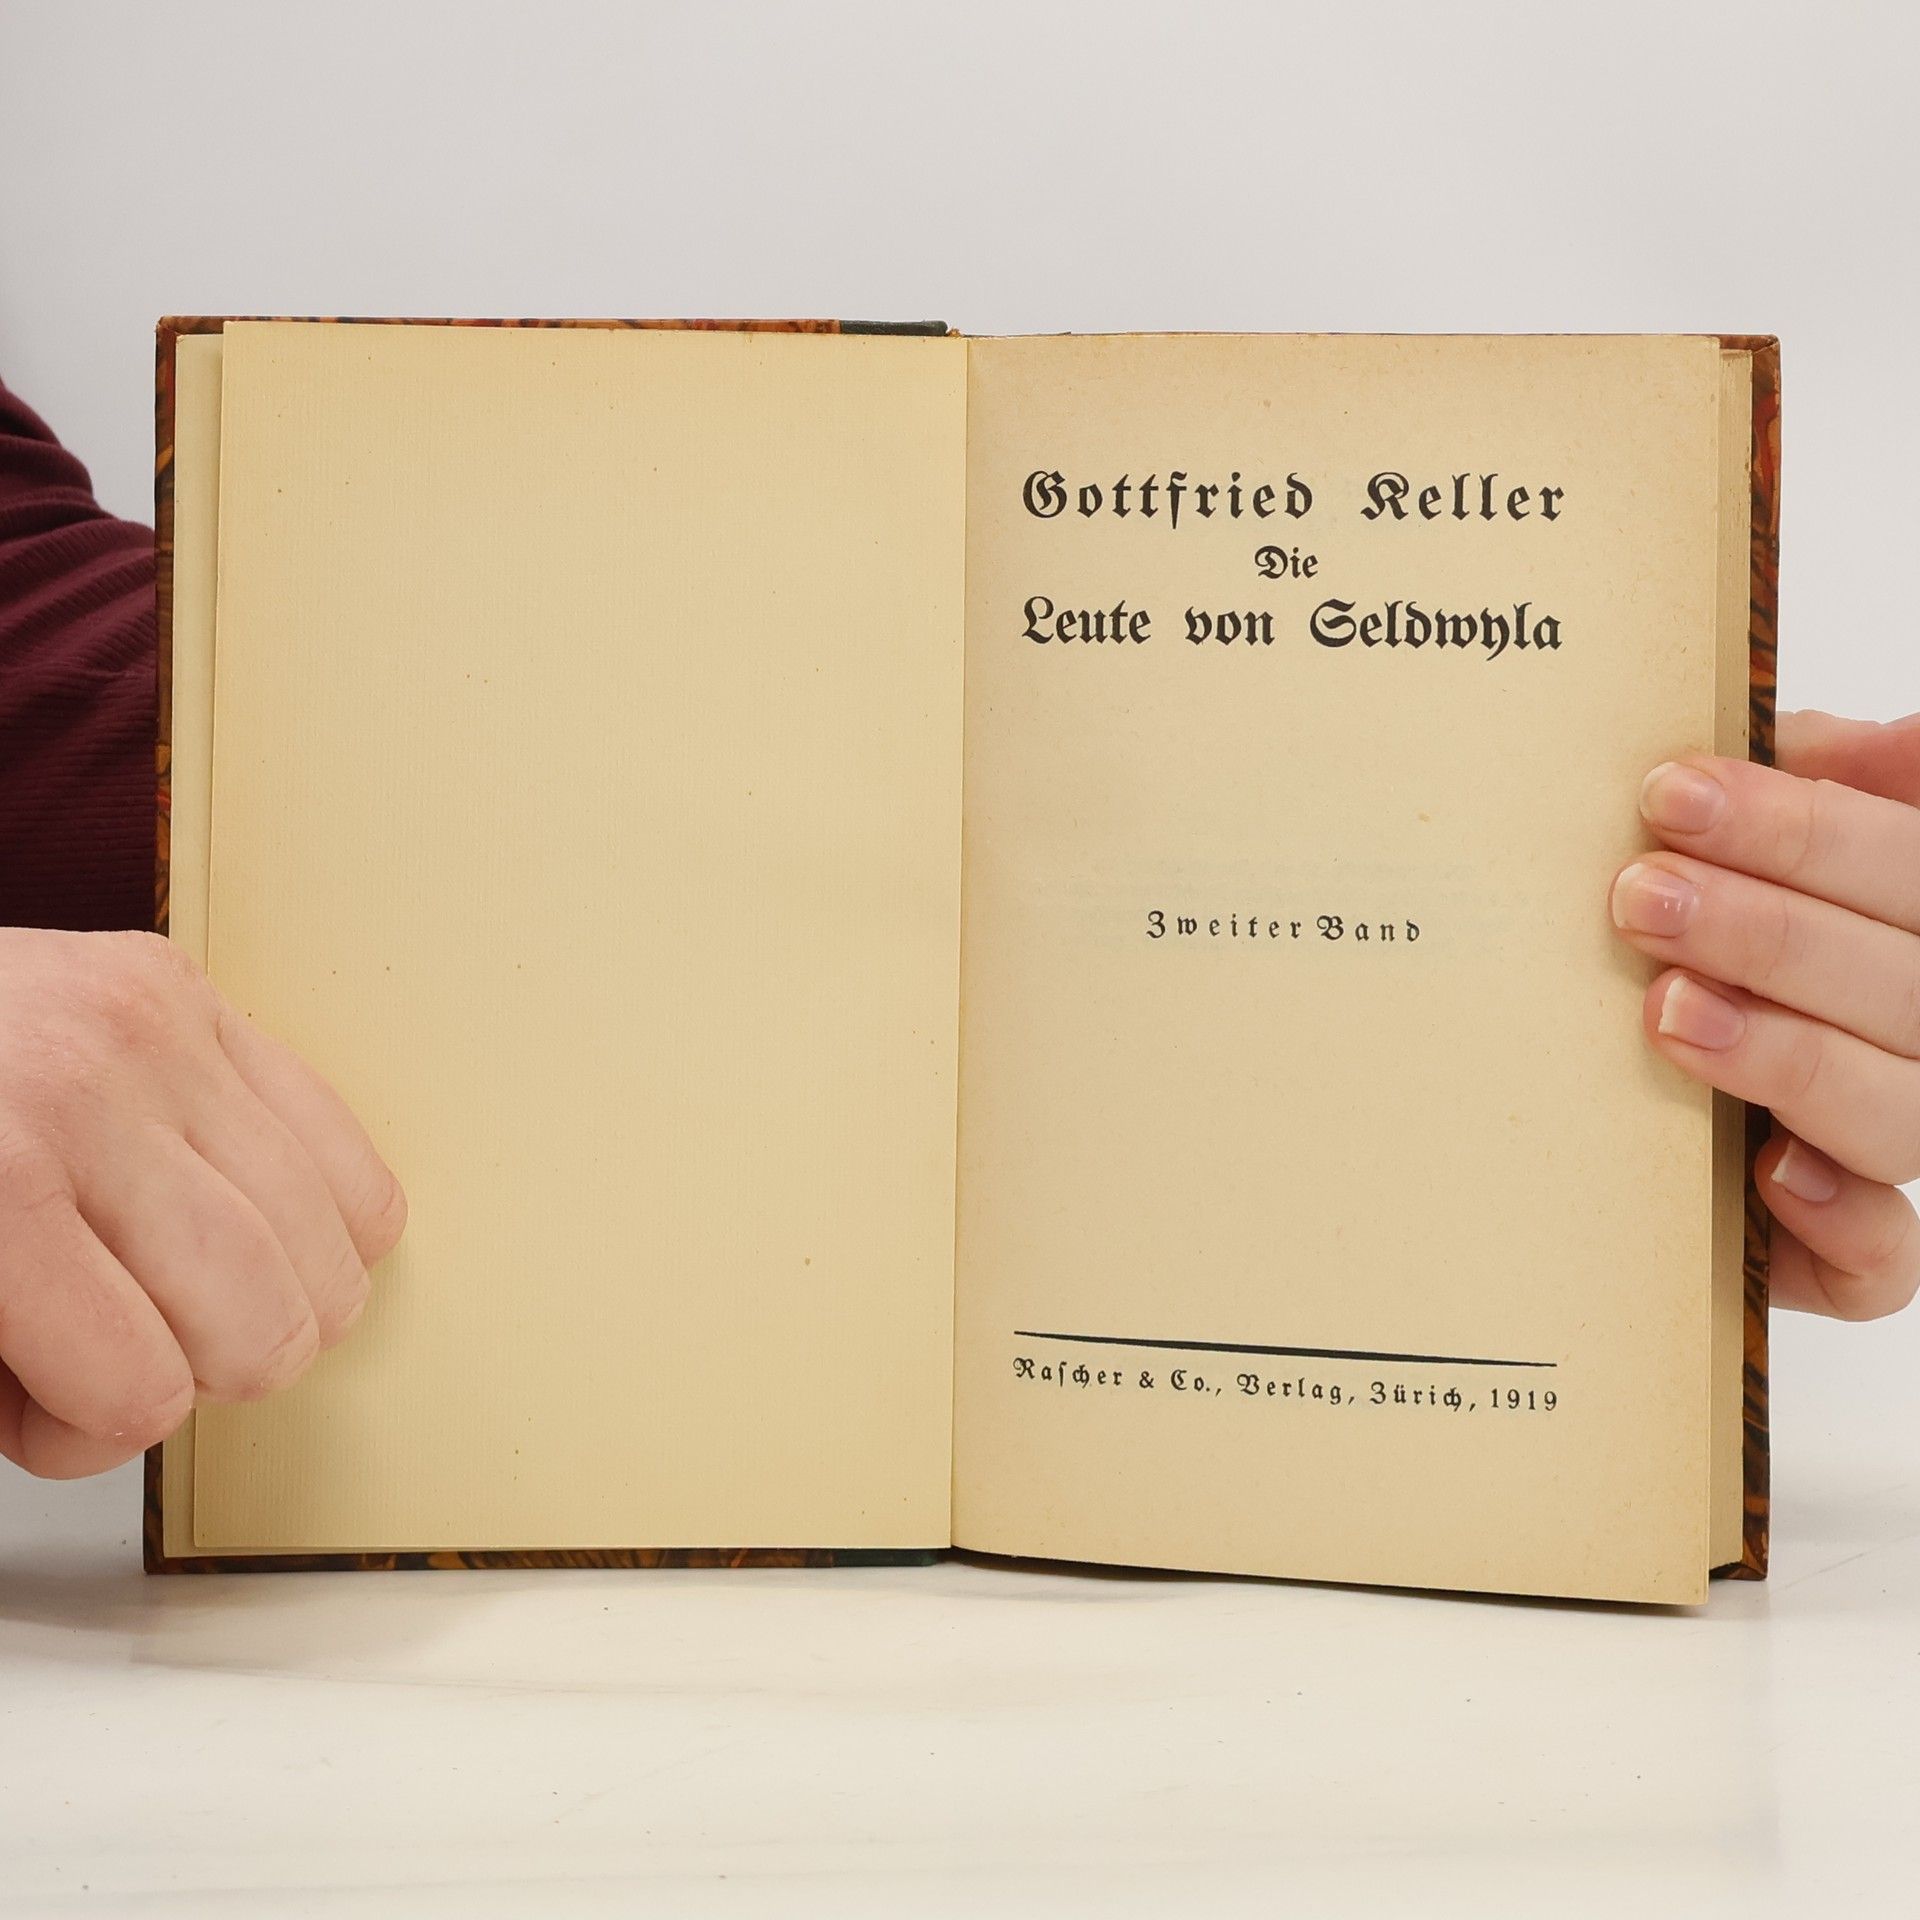 Gottfried Keller
Die
Leute von Seldwyla
Zweiter Band
Rascher & Co., Verlag, Zürich, 1919